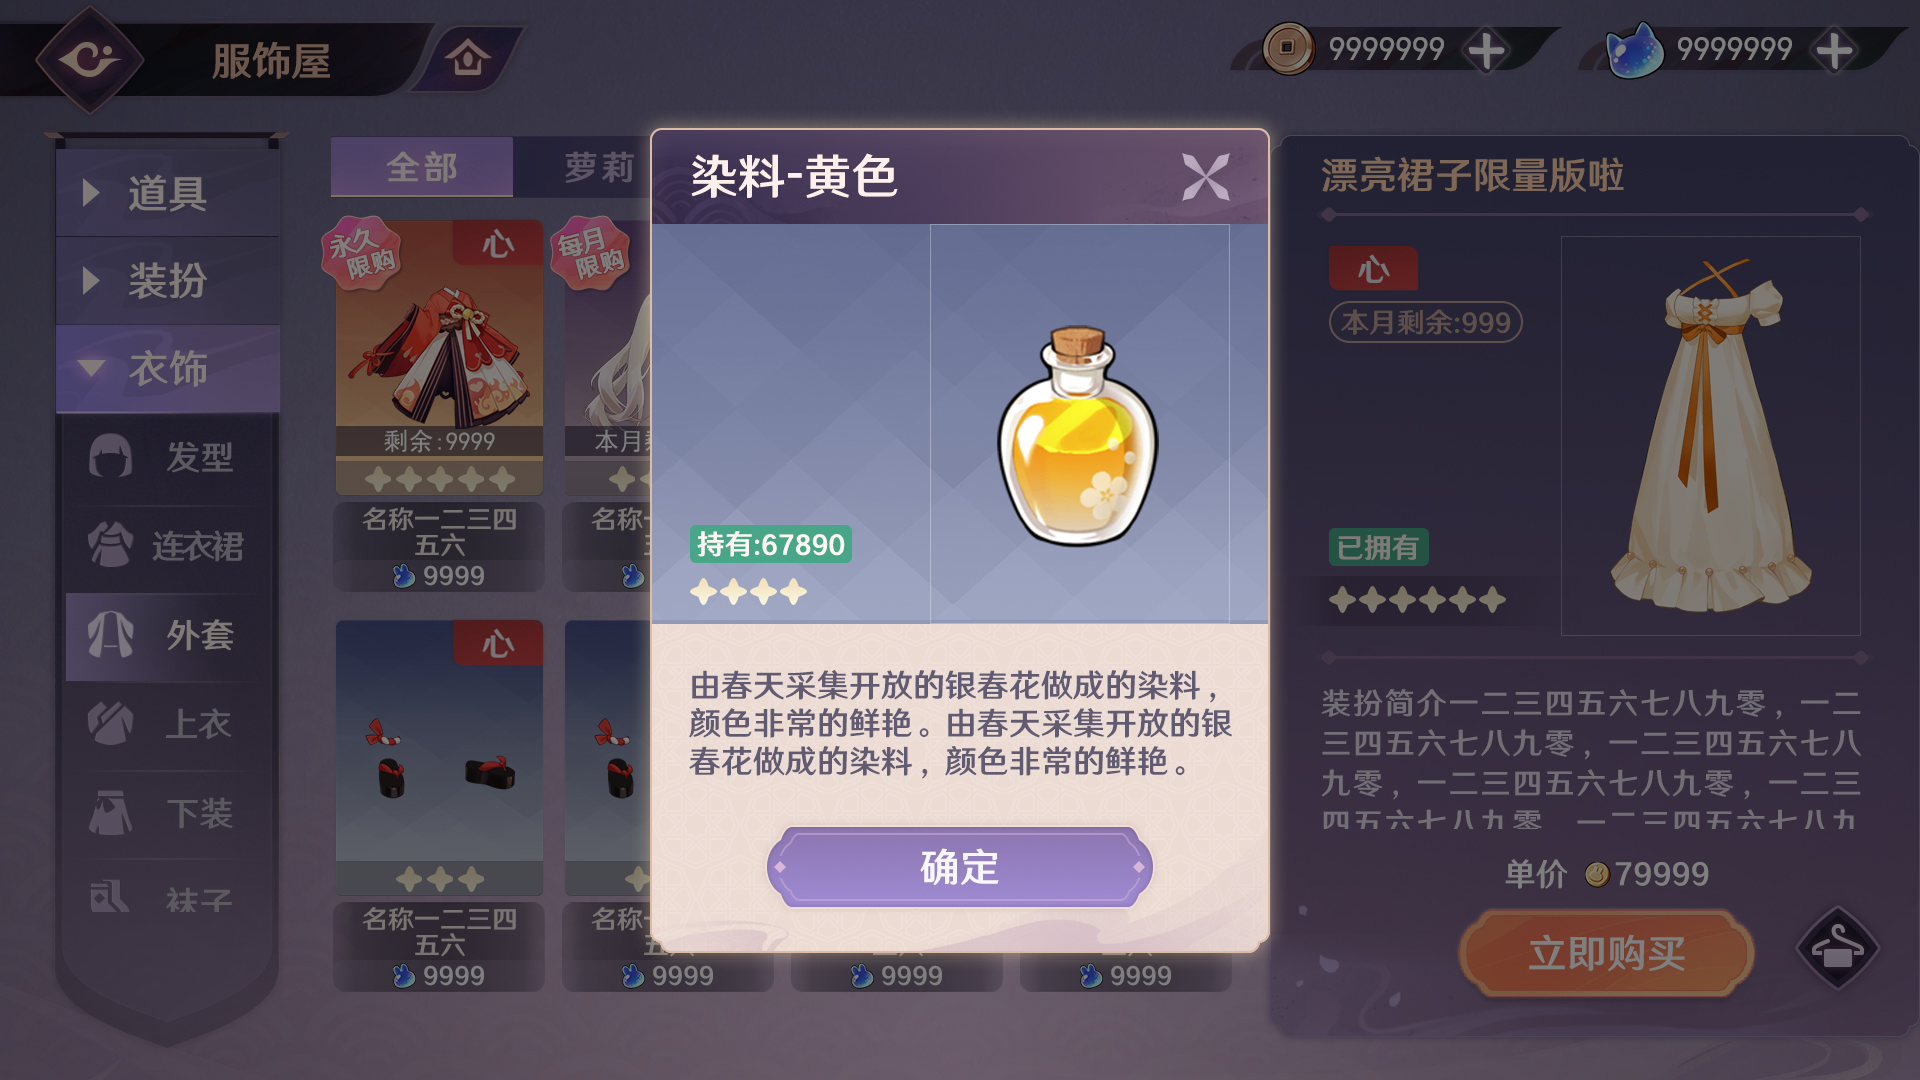 服饰屋
9999999
9999999
道具
装扮
衣饰
发型
连衣裙
外套
上衣
下装
袜子
全部
萝莉
永久
限购
心
剩余:9999
名称一二三四
五六
9999
每月
限购
本月
名称
心
名称一二三四
五六
9999
名称
9999
9999
9999
染料-黄色
持有:67890
由春天采集开放的银春花做成的染料，
颜色非常的鲜艳。由春天采集开放的银
春花做成的染料，颜色非常的鲜艳。
确定
漂亮裙子限量版啦
心
本月剩余:999
已拥有
装扮简介一二三四五六七八九零，一二
三四五六七八九零，一二三四五六七八
九零，一二三四五六七八九零，一二三
四五六七八九零 一二三四五六七八九
单价 79999
立即购买